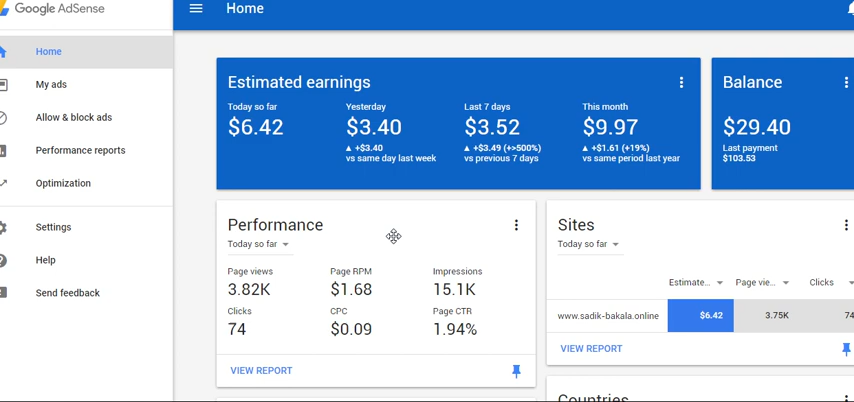 Google AdSense
Home
Home
My ads
Allow & block ads
Performance reports
Optimization
Settings
Help
Send feedback
Estimated earnings
Today so far
$6.42
Yesterday
$3.40
▲ +$3.40
vs same day last week
Last 7 days
$3.52
▲ +$3.49 (+>500%)
vs previous 7 days
This month
$9.97
▲ +$1.61 (+19%)
vs same period last year
Balance
$29.40
Last payment
$103.53
Performance
Today so far
Page views
3.82K
Page RPM
$1.68
Impressions
15.1K
Clicks
74
CPC
$0.09
Page CTR
1.94%
VIEW REPORT
Sites
Today so far
Estimate... Page vie... Clicks
www.sadik-bakala.online $6.42 3.75K 74
VIEW REPORT
Countries